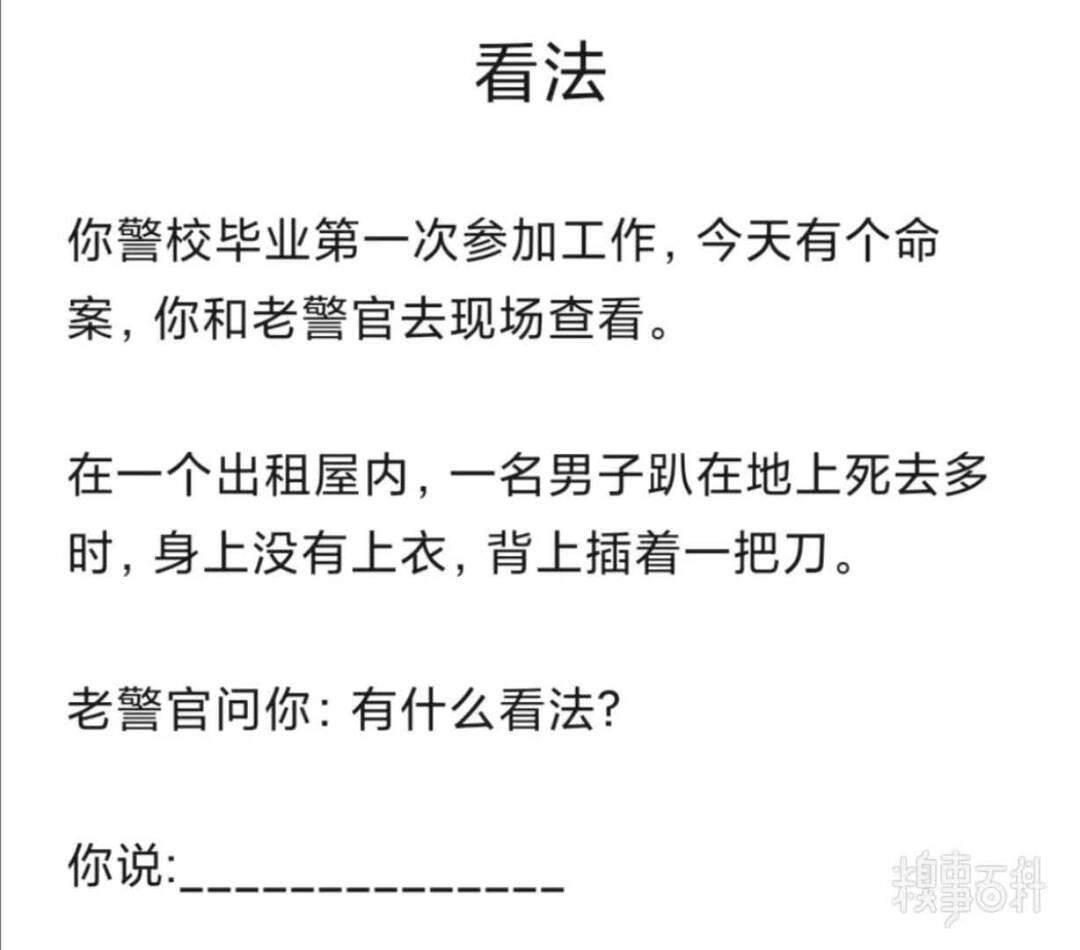 看法
你警校毕业第一次参加工作，今天有个命
案，你和老警官去现场查看。
在一个出租屋内，一名男子趴在地上死去多
时，身上没有上衣，背上插着一把刀。
老警官问你：有什么看法？
你说:______________
糗事百科